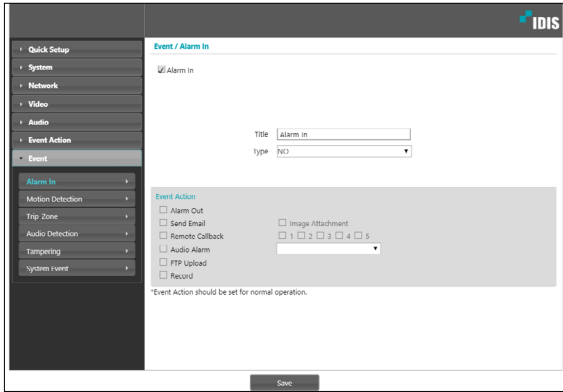 IDIS
Quick Setup
System
Network
Video
Audio
Event Action
Event
Alarm In
Motion Detection
Trip Zone
Audio Detection
Tampering
System Event
Event / Alarm In
Alarm In
Title Alarm In
Type NO
Event Action
Alarm Out
Send Email Image Attachment
Remote Callback 1 2 3 4 5
Audio Alarm
FTP Upload
Record
*Event Action should be set for normal operation.
Save